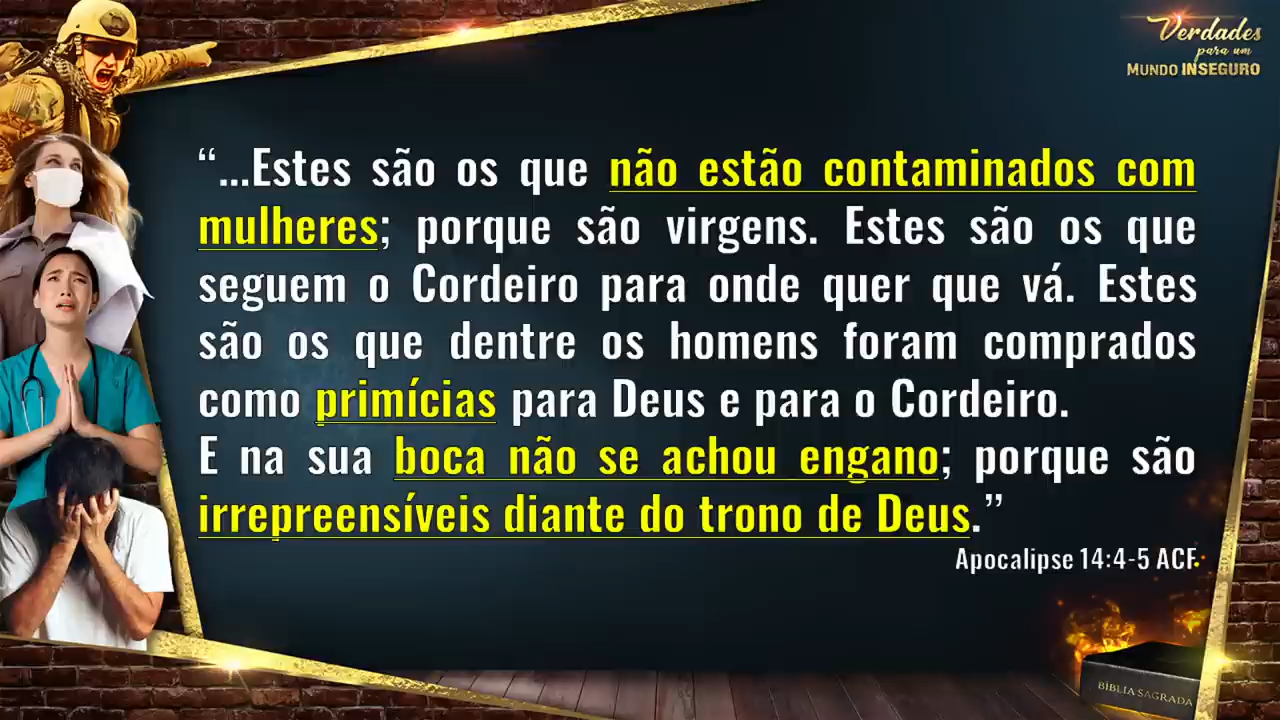 Verdades
para um
MUNDO INSEGURO
“...Estes são os que não estão contaminados com
mulheres; porque são virgens. Estes são os que
seguem o Cordeiro para onde quer que vá. Estes
são os que dentre os homens foram comprados
como primícias para Deus e para o Cordeiro.
E na sua boca não se achou engano; porque são
irrepreensíveis diante do trono de Deus.”
Apocalipse 14:4-5 ACF.
BÍBLIA SAGRADA